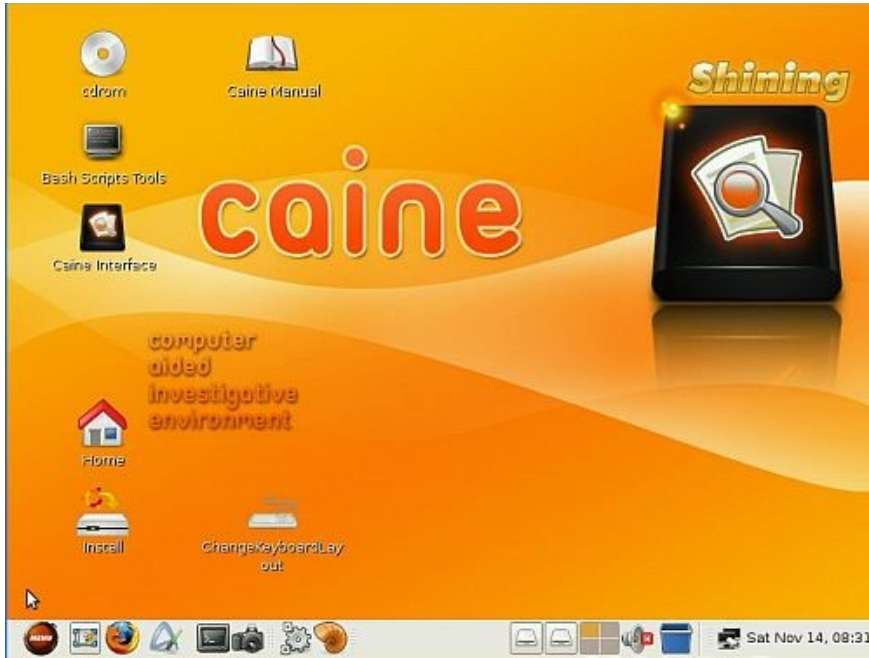 cdrom
Caine Manual
Shining
Bash Scripts Tools
caine
Caine Interface
computer
aided
investigative
environment
Home
Install
ChangeKeyboardLay
out
MENU
Sat Nov 14, 08:31